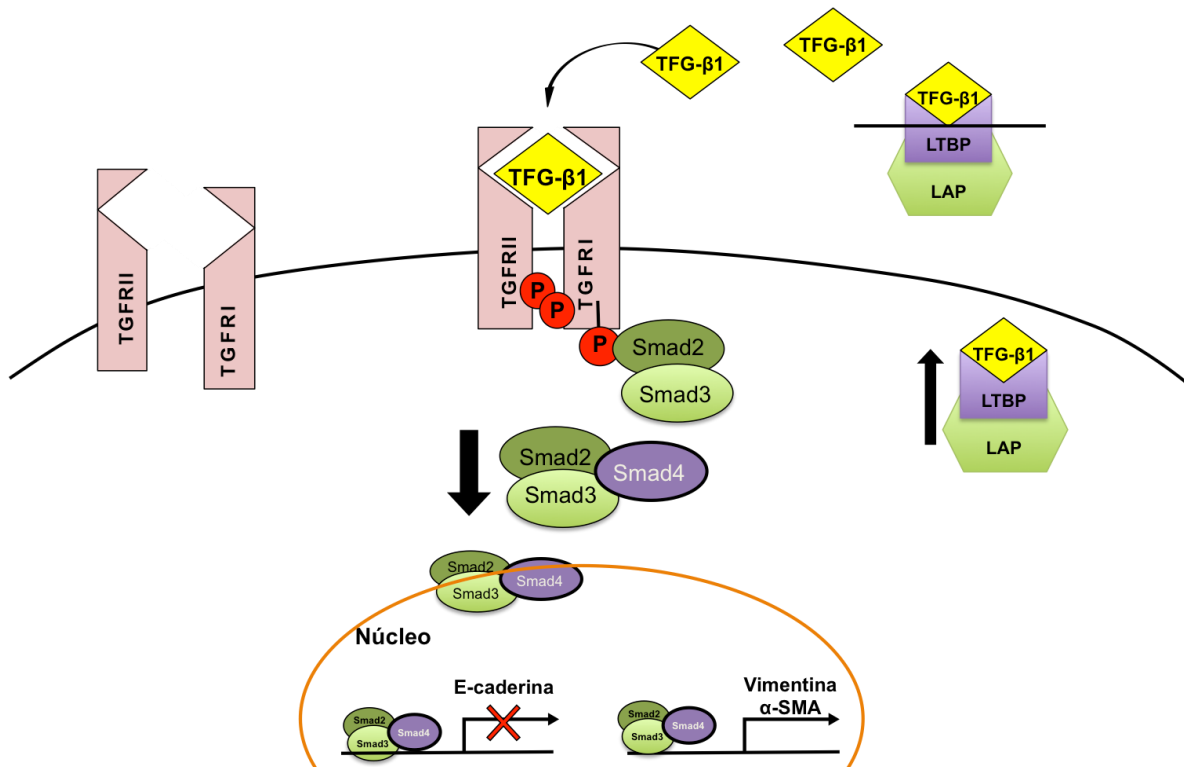 TFG-β1
TFG-β1
TFG-β1
LTBP
LAP
TFG-β1
TGFRII
TGFRI
TGFRII
TGFRI
P
P
P
Smad2
Smad3
TFG-β1
LTBP
LAP
Smad2
Smad3
Smad4
Smad2
Smad3
Smad4
Núcleo
E-caderina
Smad2
Smad3
Smad4
Vimentina
α-SMA
Smad2
Smad3
Smad4